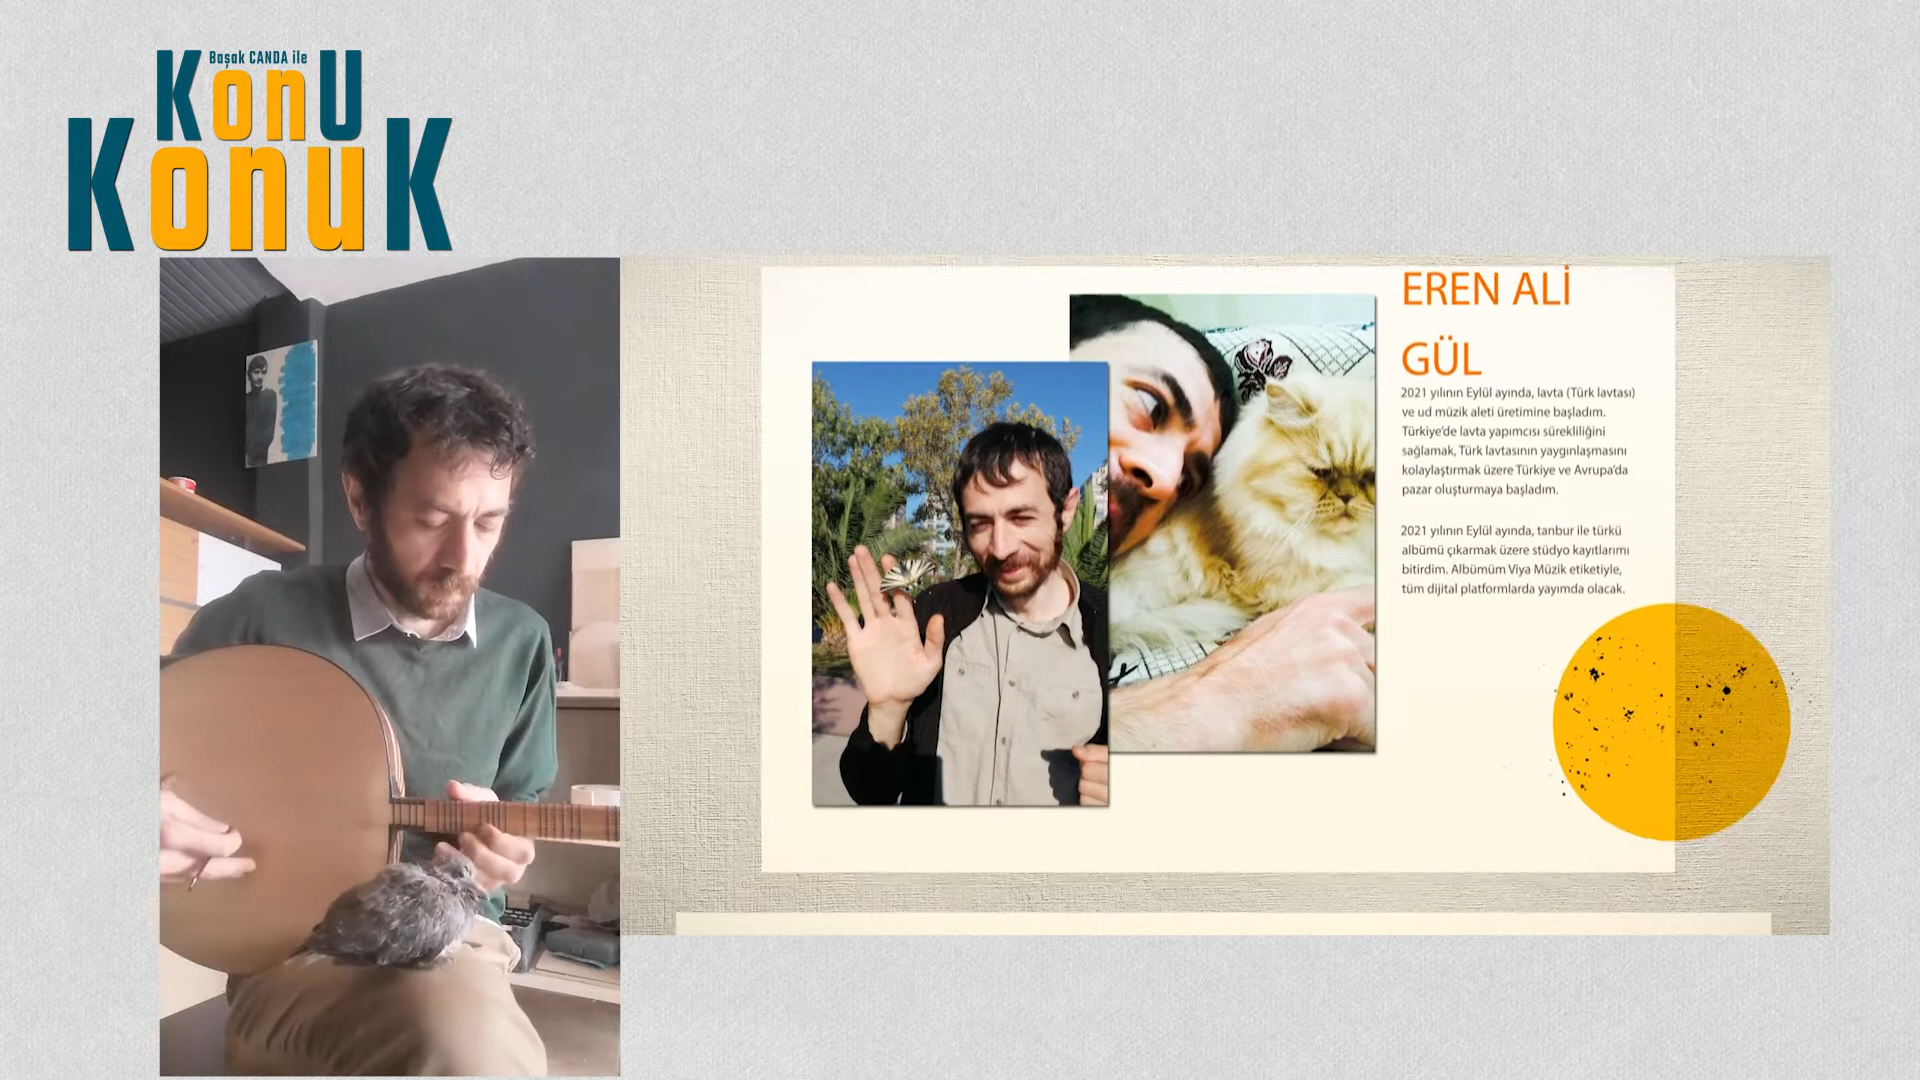 Başak CANDA ile
KonU
KonuK
EREN ALİ
GÜL
2021 yılının Eylül ayında, lavta (Türk lavtası)
ve ud müzik aleti üretimine başladım.
Türkiye'de lavta yapımcısı sürekliliğini
sağlamak, Türk lavtasının yaygınlaşmasını
kolaylaştırmak üzere Türkiye ve Avrupa'da
pazar oluşturmaya başladım.
2021 yılının Eylül ayında, tanbur ile türkü
albümü çıkarmak üzere stüdyo kayıtlarımı
bitirdim. Albümüm Viya Müzik etiketiyle,
tüm dijital platformlarda yayımda olacak.